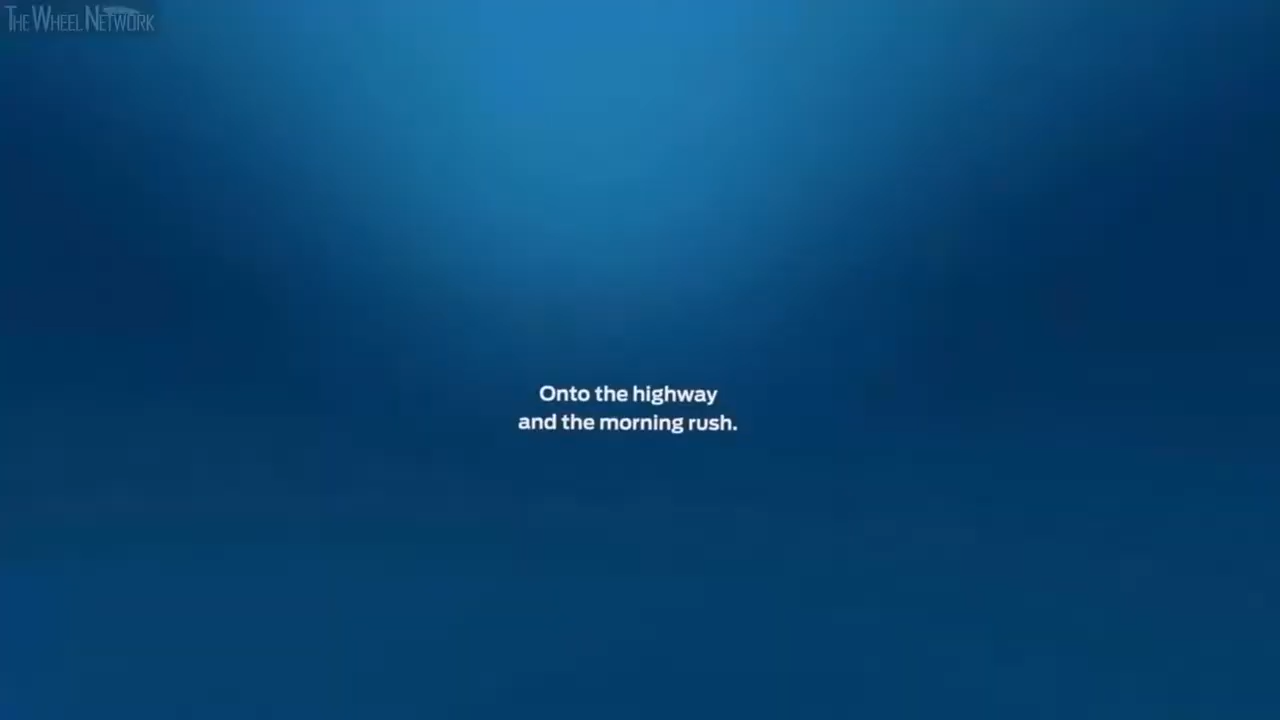 THE WHEEL NETWORK
Onto the highway
and the morning rush.